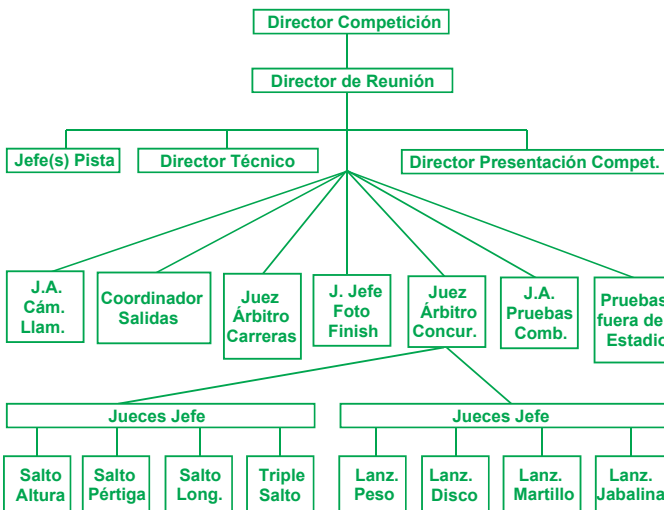 Director Competición
Director de Reunión
Jefe(s) Pista
Director Técnico
Director Presentación Compet.
J.A.
Cám.
Llam.
Coordinador
Salidas
Juez
Árbitro
Carreras
J. Jefe
Foto
Finish
Juez
Árbitro
Concur.
J.A.
Pruebas
Comb.
Pruebas
fuera de
Estadio
Jueces Jefe
Jueces Jefe
Salto
Altura
Salto
Pértiga
Salto
Long.
Triple
Salto
Lanz.
Peso
Lanz.
Disco
Lanz.
Martillo
Lanz.
Jabalina